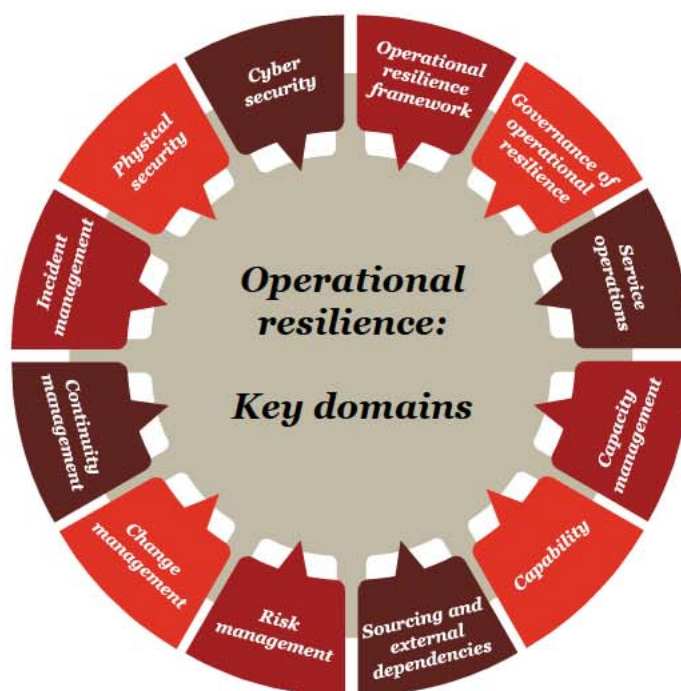 Operational
resilience:
Key domains
Operational
resilience
framework
Governance of
operational
resilience
Service
operations
Capacity
management
Capability
Sourcing and
external
dependencies
Risk
management
Change
management
Continuity
management
Incident
management
Physical
security
Cyber
security